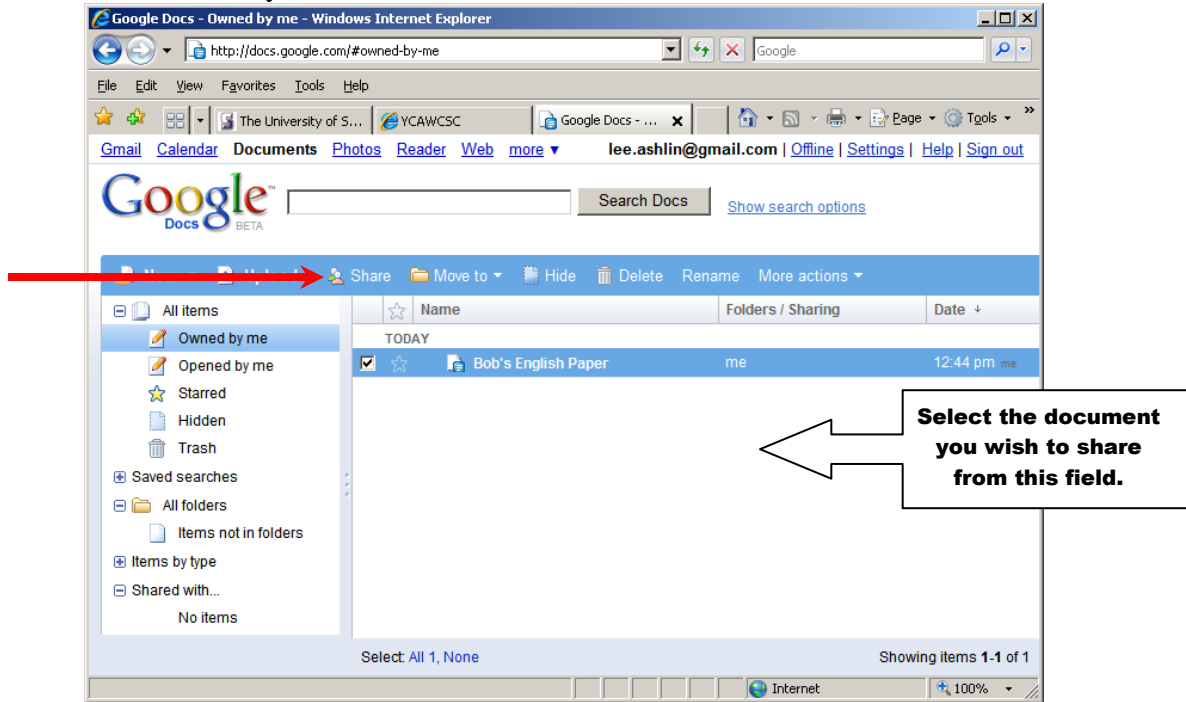 Google Docs - Owned by me - Windows Internet Explorer
http://docs.google.com/#owned-by-me Google
File Edit View Favorites Tools Help
The University of S... YCAWCSC Google Docs - ... Page Tools
Gmail Calendar Documents Photos Reader Web more lee.ashlin@gmail.com | Offline | Settings | Help | Sign out
Google™ Search Docs Show search options
Docs BETA
Share Move to Hide Delete Rename More actions
All items Name Folders / Sharing Date
Owned by me TODAY
Opened by me Bob's English Paper me 12:44 pm me
Starred
Hidden
Trash
Saved searches
All folders
Items not in folders
Items by type
Shared with...
No items
Select the document
you wish to share
from this field.
Select: All 1, None Showing items 1-1 of 1
Internet 100%